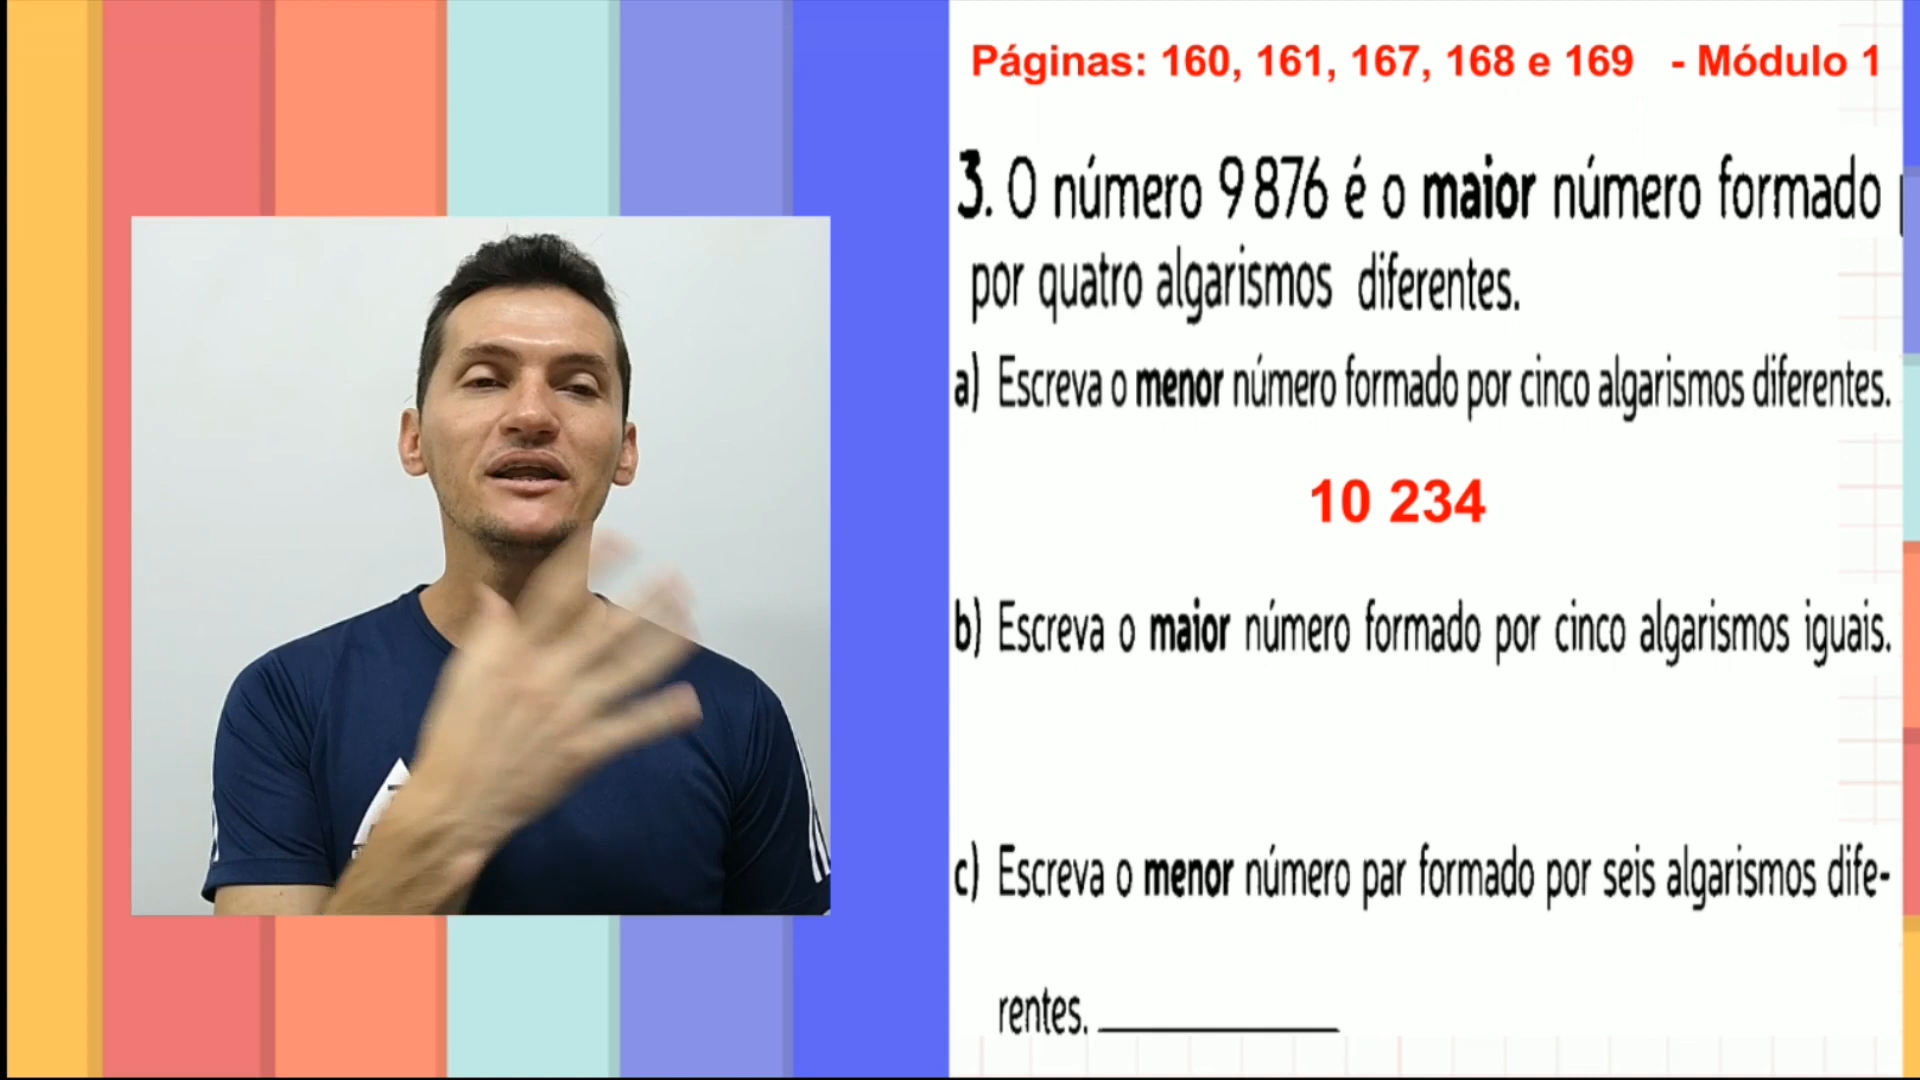 Páginas: 160, 161, 167, 168 e 169 - Módulo 1
3. O número 9 876 é o maior número formado
por quatro algarismos diferentes.
a) Escreva o menor número formado por cinco algarismos diferentes.
10 234
b) Escreva o maior número formado por cinco algarismos iguais.
c) Escreva o menor número par formado por seis algarismos dife-
rentes.